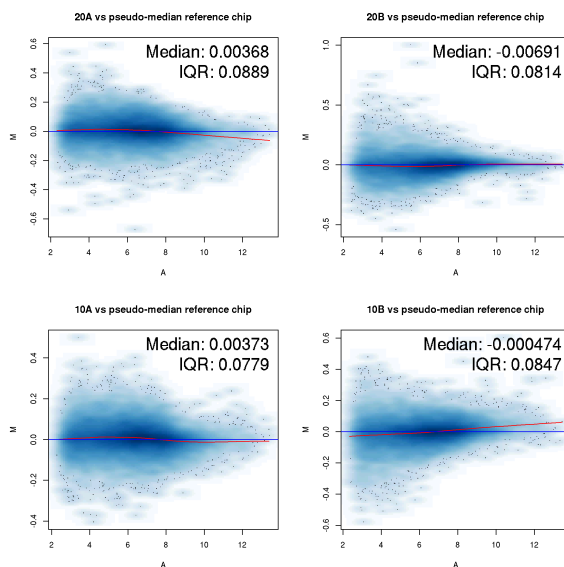 20A vs pseudo-median reference chip
Median: 0.00368
IQR: 0.0889
M
0.6
0.4
0.2
0.0
-0.2
-0.4
-0.6
2 4 6 8 10 12
A
20B vs pseudo-median reference chip
Median: -0.00691
IQR: 0.0814
M
1.0
0.5
0.0
-0.5
2 4 6 8 10 12
A
10A vs pseudo-median reference chip
Median: 0.00373
IQR: 0.0779
M
0.4
0.2
0.0
-0.2
-0.4
2 4 6 8 10 12
A
10B vs pseudo-median reference chip
Median: -0.000474
IQR: 0.0847
M
0.6
0.4
0.2
0.0
-0.2
-0.4
-0.6
2 4 6 8 10 12
A